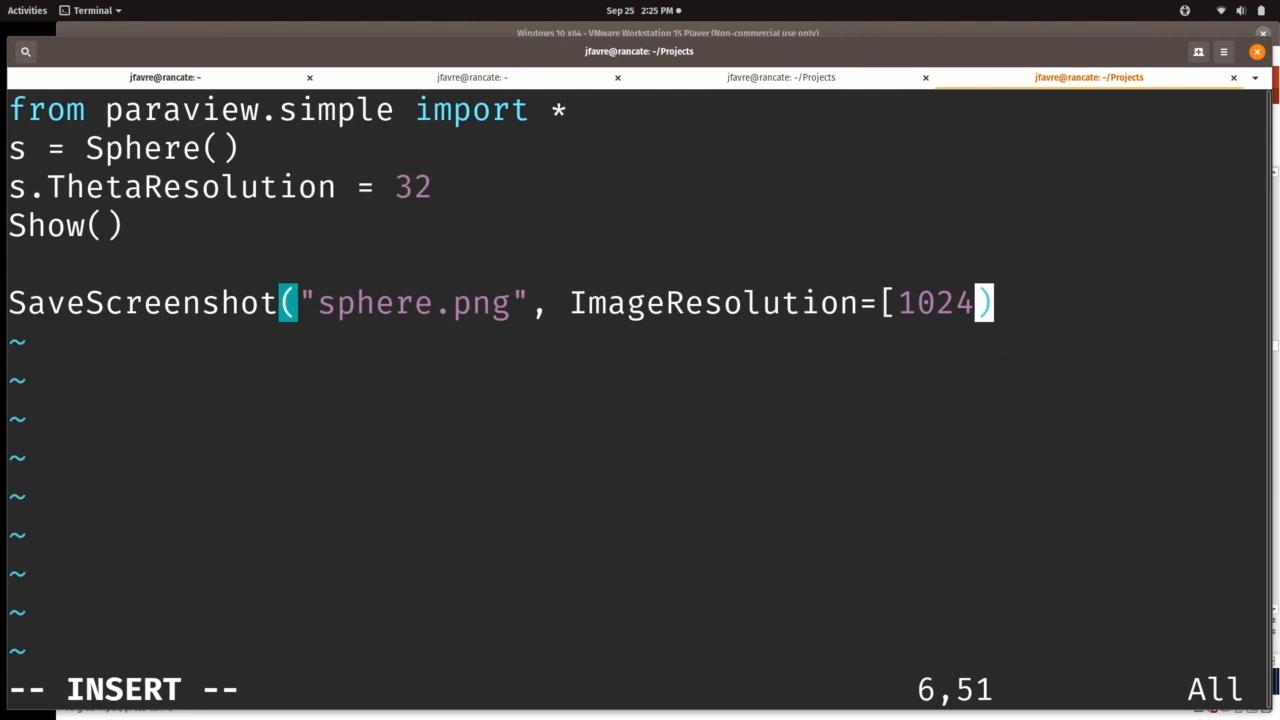 Activities Terminal Sep 25 2:25 PM
Windows 10 x64 - VMware Workstation 15 Player (Non-commercial use only)
jfavre@rancate: ~/Projects
jfavre@rancate: ~ jfavre@rancate: ~ jfavre@rancate: ~/Projects jfavre@rancate: ~/Projects
from paraview.simple import *
s = Sphere()
s.ThetaResolution = 32
Show()
SaveScreenshot("sphere.png", ImageResolution=[1024)
~
~
~
~
~
~
~
~
~
-- INSERT -- 6,51 All